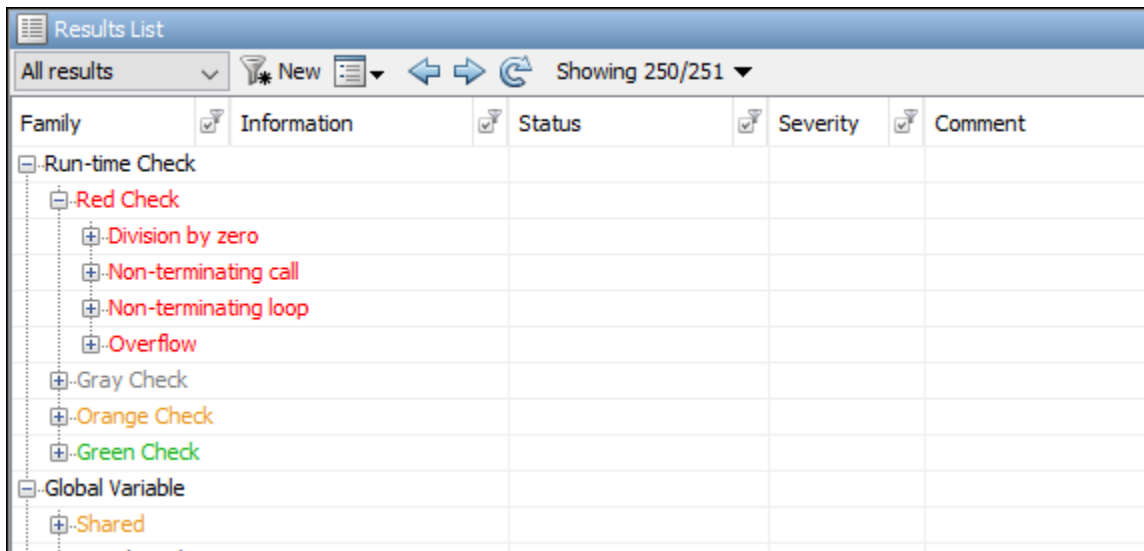 Results List
All results New Showing 250/251
Family Information Status Severity Comment
Run-time Check
Red Check
Division by zero
Non-terminating call
Non-terminating loop
Overflow
Gray Check
Orange Check
Green Check
Global Variable
Shared